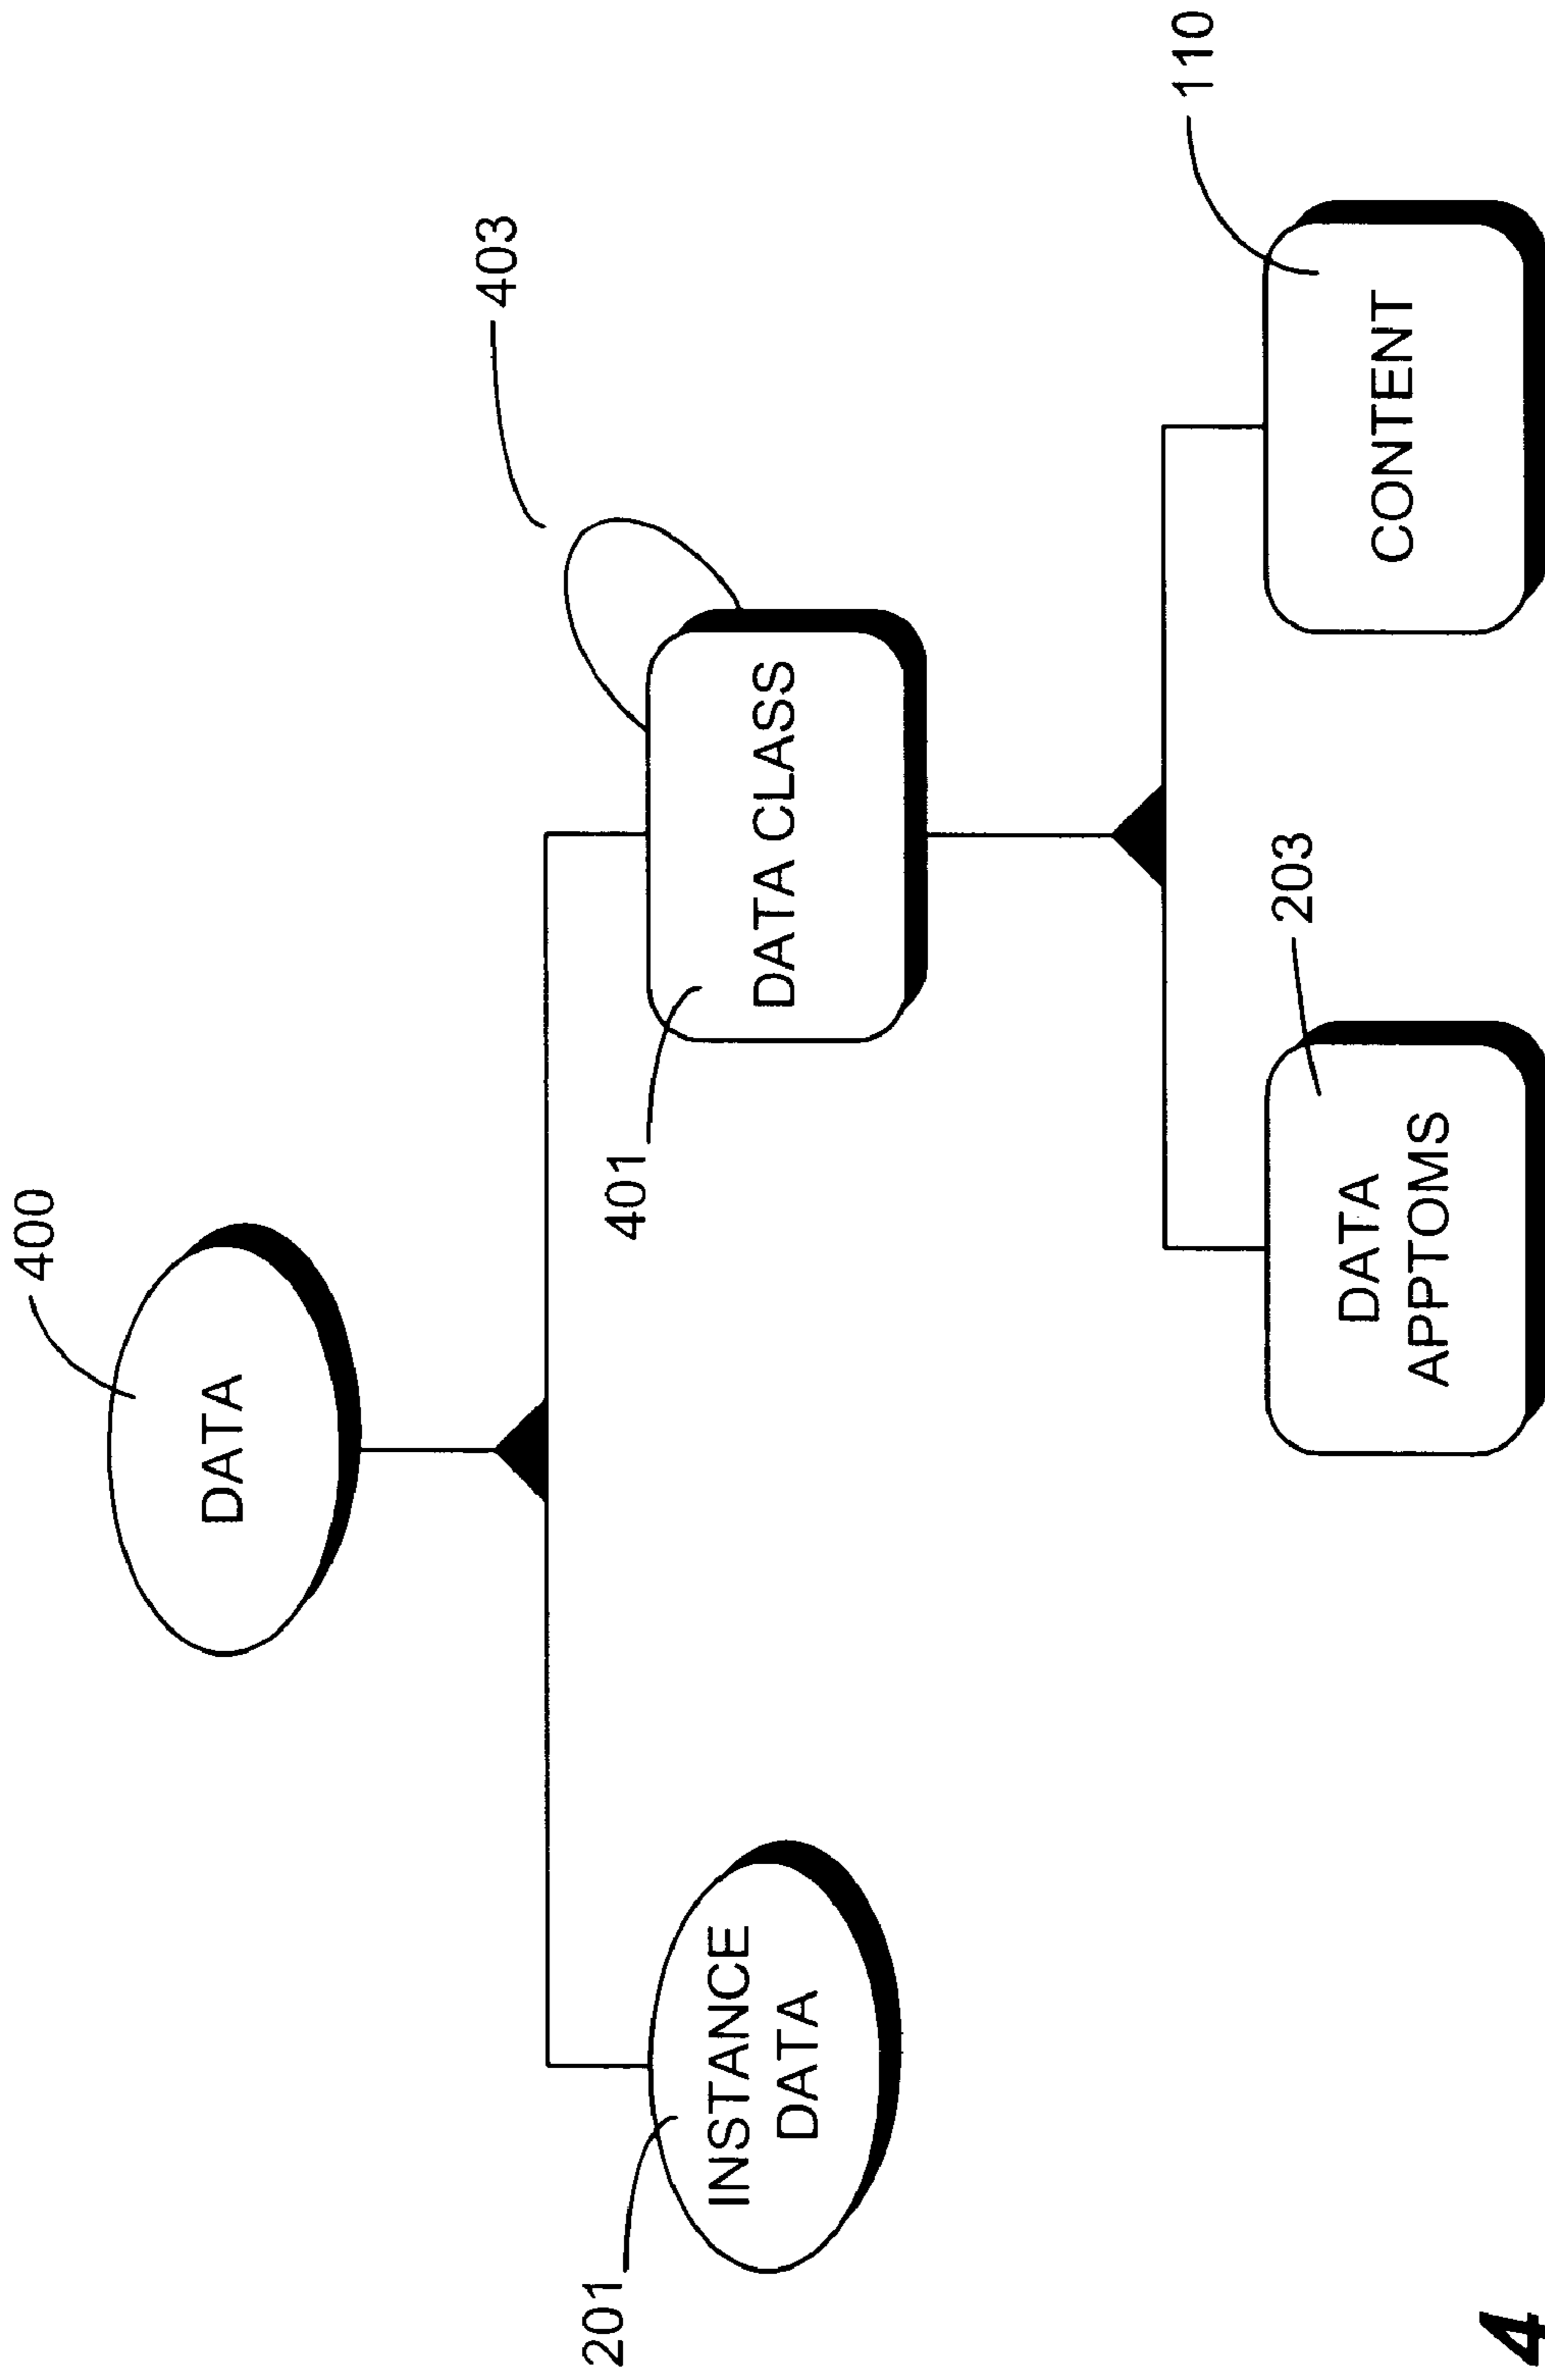 400
DATA
403
201
INSTANCE
DATA
401
DATA CLASS
110
203
DATA
APPTOMS
CONTENT
4